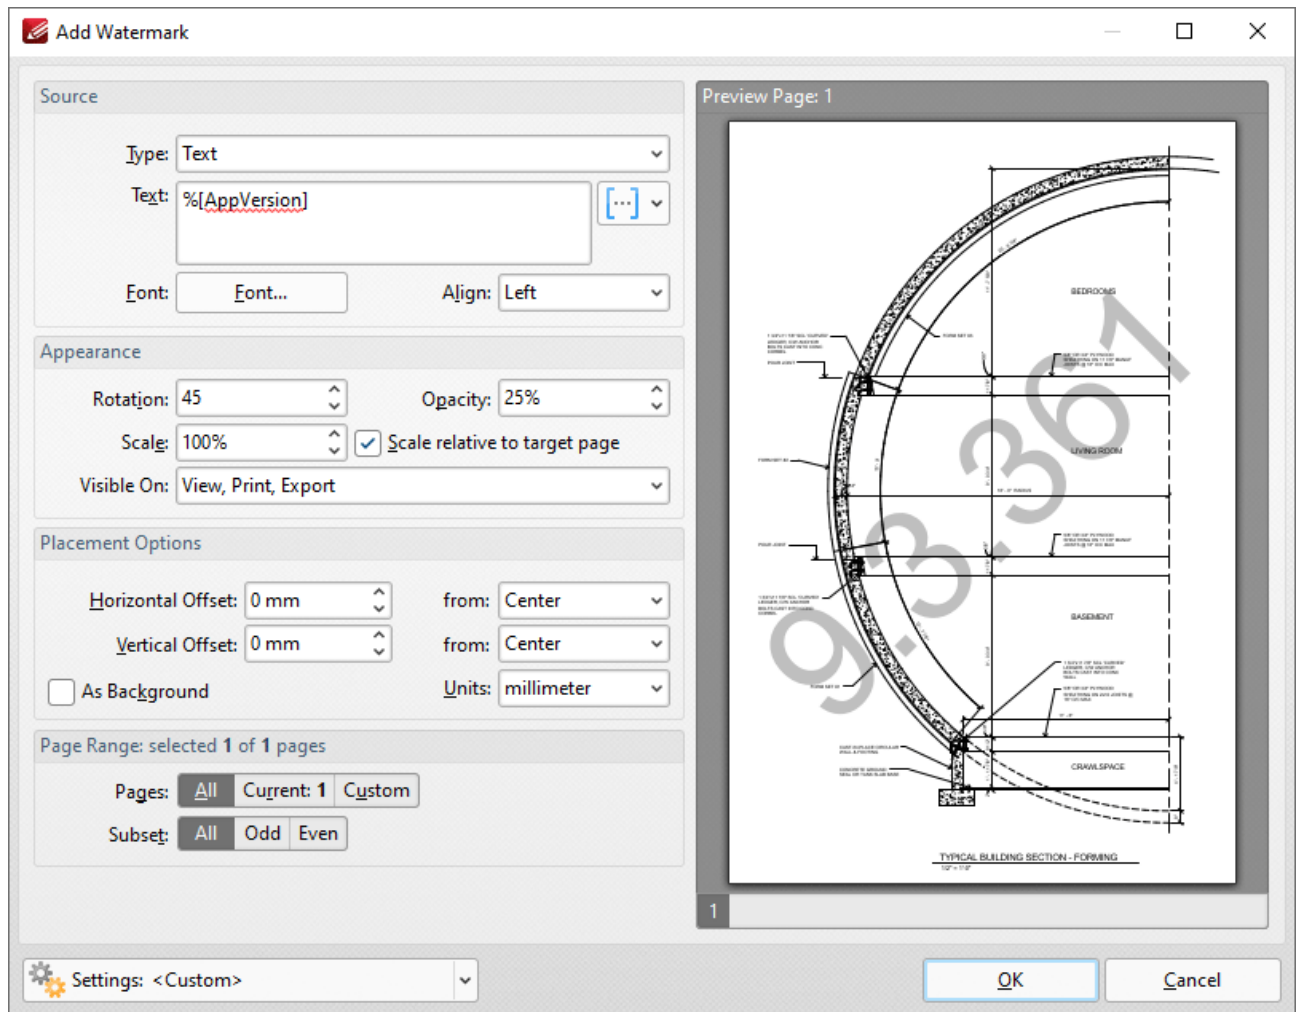 Add Watermark
Source
Type: Text
Text: %[AppVersion]
Font: Font...
Align: Left
Appearance
Rotation: 45
Opacity: 25%
Scale: 100%
Scale relative to target page
Visible On: View, Print, Export
Placement Options
Horizontal Offset: 0 mm
from: Center
Vertical Offset: 0 mm
from: Center
As Background
Units: millimeter
Page Range: selected 1 of 1 pages
Pages: All Current: 1 Custom
Subset: All Odd Even
Preview Page: 1
BEDROOMS
LIVING ROOM
BASEMENT
CRAWLSPACE
9.3.361
TYPICAL BUILDING SECTION - FORMING
1
Settings: <Custom>
OK
Cancel